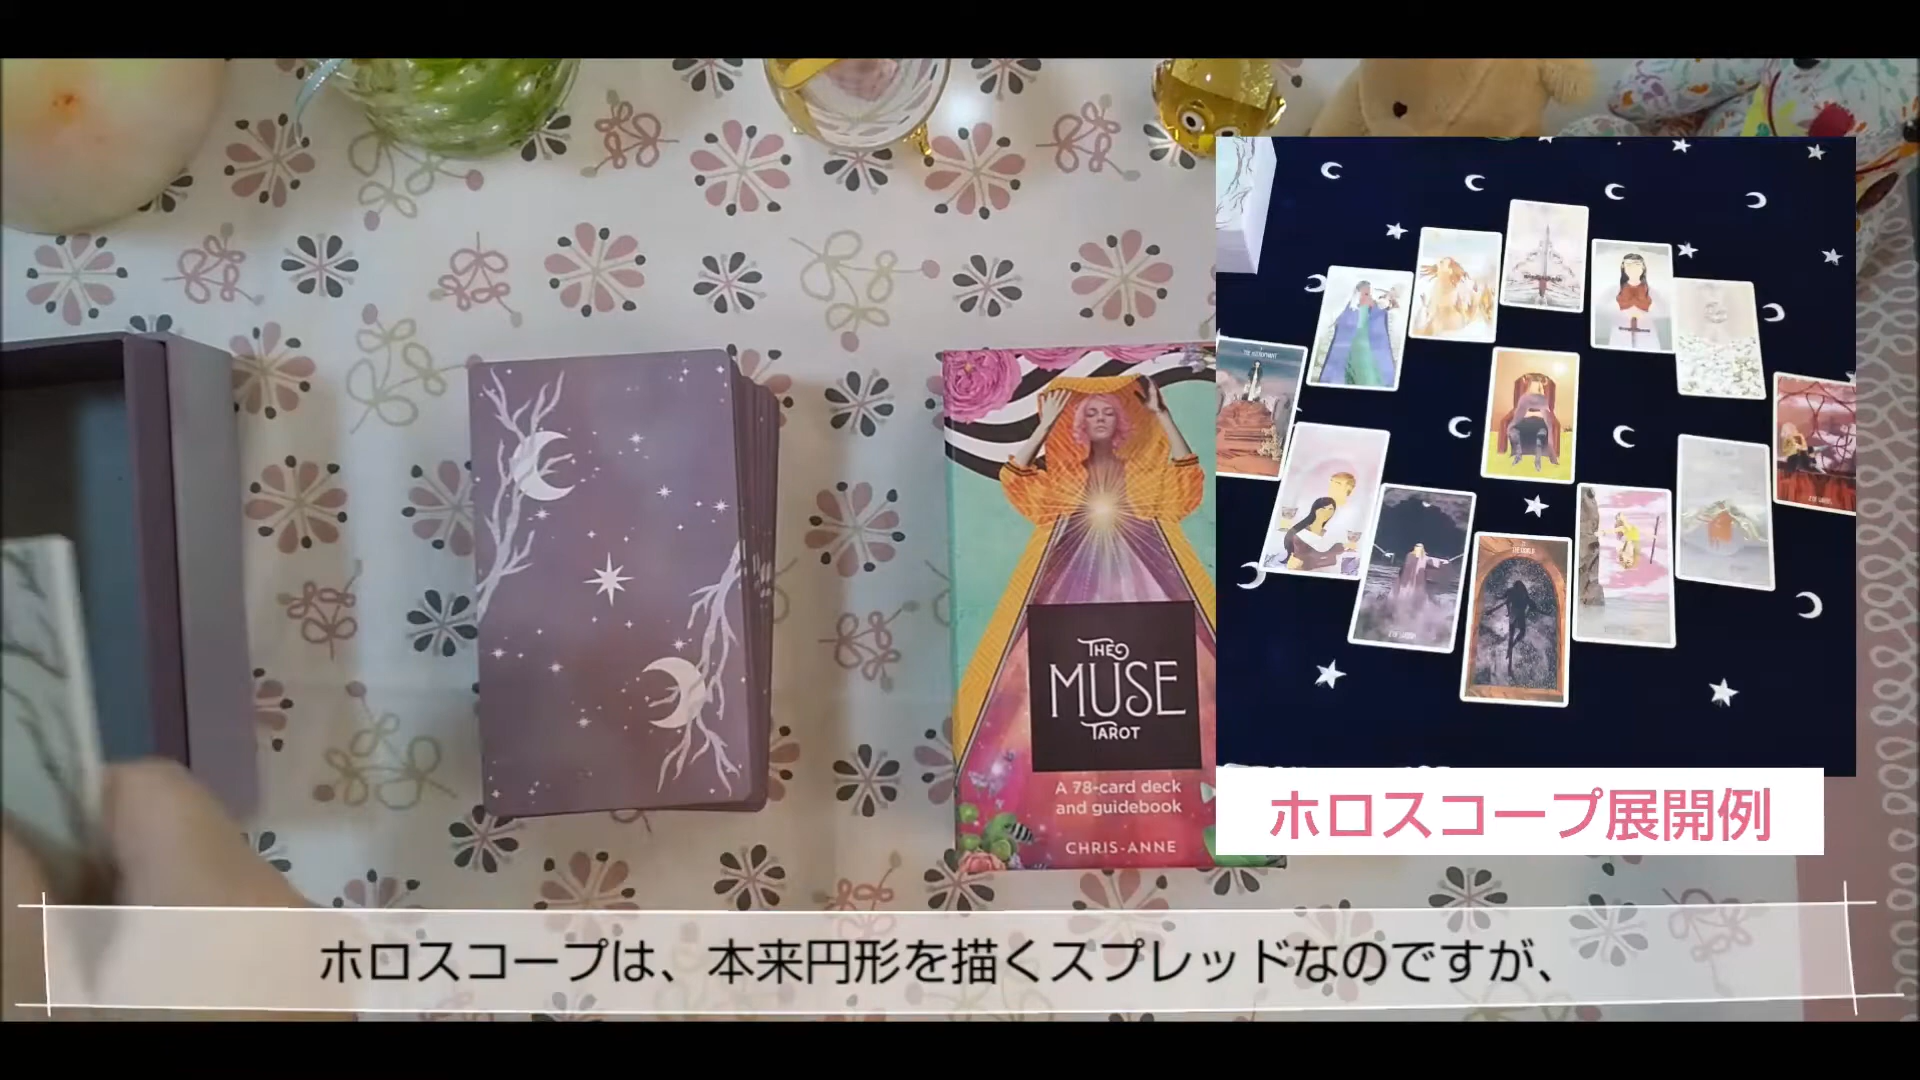 THE
MUSE
TAROT
A 78-card deck
and guidebook
CHRIS-ANNE
THE WORLD
ホロスコープ展開例
ホロスコープは、本来円形を描くスプレッドなのですが、